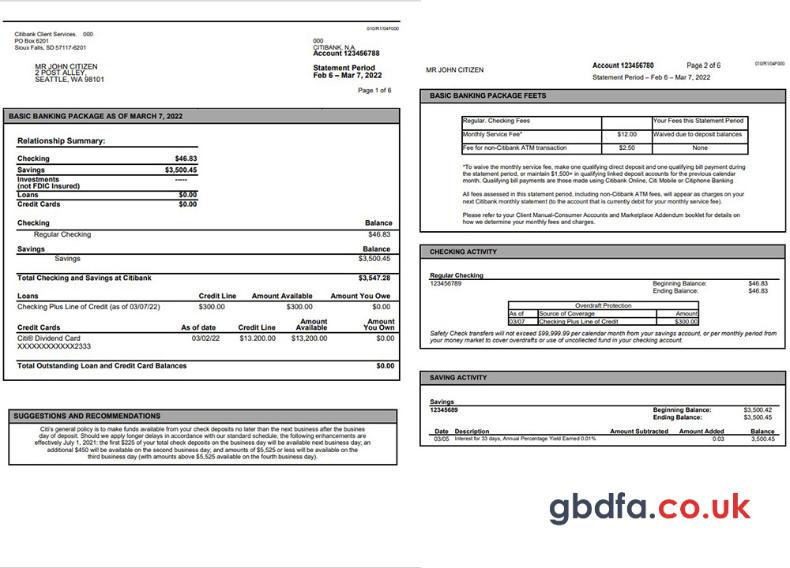 010/R1/04F000
Citibank Client Services. 000
PO Box 6201
Sioux Falls, SD 57117-6201
000
CITIBANK, N.A.
Account 123456788
MR JOHN CITIZEN
2 POST ALLEY,
SEATTLE, WA 98101
Statement Period
Feb 6 – Mar 7, 2022
Page 1 of 6
BASIC BANKING PACKAGE AS OF MARCH 7, 2022
Relationship Summary:
Checking $46.83
Savings $3,500.45
Investments -----
(not FDIC Insured)
Loans $0.00
Credit Cards $0.00
Checking Balance
Regular Checking $46.83
Savings Balance
Savings $3,500.45
Total Checking and Savings at Citibank $3,547.28
Loans Credit Line Amount Available Amount You Owe
Checking Plus Line of Credit (as of 03/07/22) $300.00 $300.00 $0.00
Credit Cards As of date Credit Line Amount Available Amount You Own
Citi® Dividend Card 03/02/22 $13.200.00 $13,200.00 $0.00
XXXXXXXXXXXX2333
Total Outstanding Loan and Credit Card Balances $0.00
SUGGESTIONS AND RECOMMENDATIONS
Citi's general policy is to make funds available from your check deposits no later than the next business after the business
day of deposit. Should we apply longer delays in accordance with our standard schedule, the following enhancements are
effectively July 1, 2021: the first $225 of your total check deposits on the business day will be available on the next business day; an
additional $450 will be available on the second business day; and amounts of $5,525 or less will be available on the
third business day (with amounts above $5,525 available on the fourth business day).
MR JOHN CITIZEN
Account 123456780 Page 2 of 6
010/R1/04F000
Statement Period – Feb 6 – Mar 7, 2022
BASIC BANKING PACKAGE FEETS
Regular. Checking Fees Your Fees this Statement Period
Monthly Service Fee* $12.00 Waived due to deposit balances
Fee for non-Citibank ATM transaction $2.50 None
*To waive the monthly service fee, make one qualifying direct deposit and one qualifying bill payment during
the statement period, or maintain $1,500+ in qualifying linked deposit accounts for the previous calendar
month. Qualifying bill payments are those made using Citibank Online, Citi Mobile or Citiphone Banking
All fees assessed in this statement period, including non-Citibank ATM fees, will appear as charges on your
next Citibank monthly statement (to the account that is currently debit for your monthly service fee).
Please refer to your Client Manual-Consumer Accounts and Marketplace Addendum booklet for details on
how we determine your monthly fees and charges.
CHECKING ACTIVITY
Regular Checking
123456789 Beginning Balance: $46.83
Ending Balance: $46.83
Overdraft Protection
As of Source of Coverage Amount
03/07 Checking Plus Line of Credit $300.00
Safety Check transfers will not exceed $99,999.99 per calendar month from your savings account, or per monthly period from
your money market to cover overdrafts or use of uncollected fund in your checking account.
SAVING ACTIVITY
Savings
12345689 Beginning Balance: $3,500.42
Ending Balance: $3,500.45
Date Description Amount Subtracted Amount Added Balance
03/05 Interest for 33 days, Annual Percentage Yield Earned 0.01% 0.03 3,500.45
gbdfa.co.uk